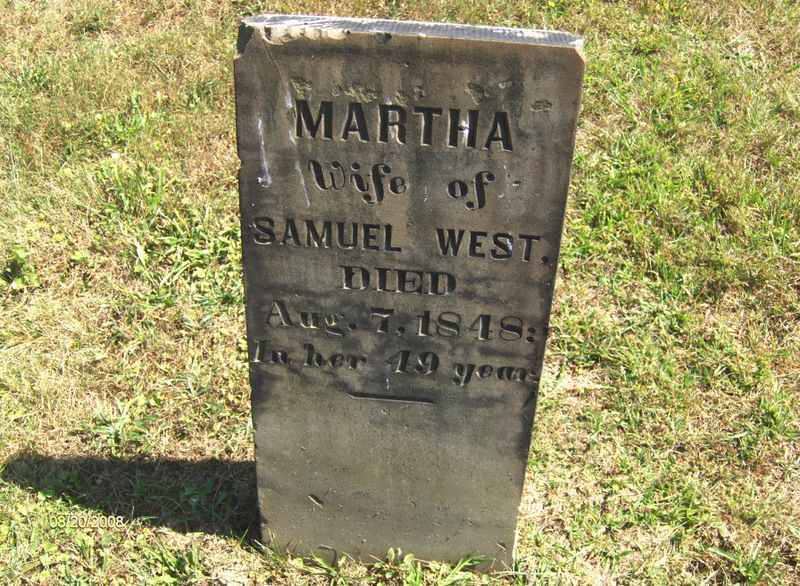 MARTHA
Wife of
SAMUEL WEST.
DIED
Aug. 7, 1848:
In her 49 year.
08/20/2008